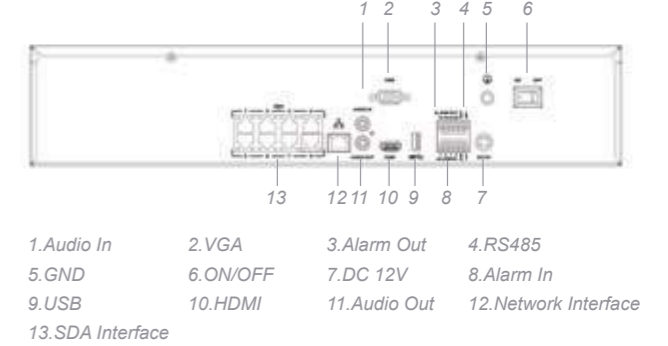 1 2 3 4 5 6
VGA
13 12 11 10 9 8 7
1.Audio In 2.VGA 3.Alarm Out 4.RS485
5.GND 6.ON/OFF 7.DC 12V 8.Alarm In
9.USB 10.HDMI 11.Audio Out 12.Network Interface
13.SDA Interface